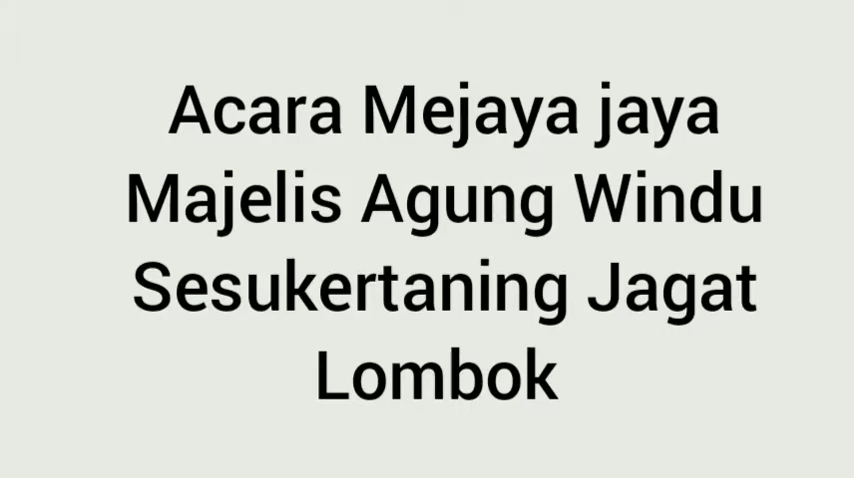 Acara Mejaya jaya
Majelis Agung Windu
Sesukertaning Jagat
Lombok